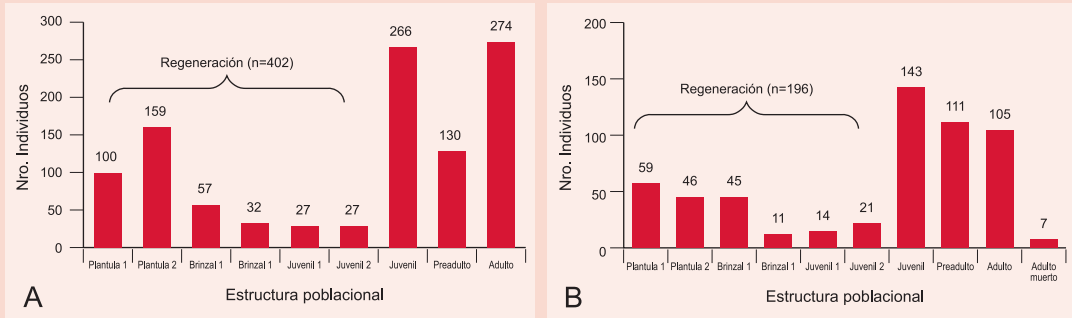 300
250
200
150
100
50
0
Nro. Individuos
Regeneración (n=402)
100
159
57
32
27
27
266
130
274
Plantula 1 Plantula 2 Brinzal 1 Brinzal 1 Juvenil 1 Juvenil 2 Juvenil Preadulto Adulto
Estructura poblacional
A
200
150
100
50
0
Nro. Individuos
Regeneración (n=196)
59
46
45
11
14
21
143
111
105
7
Plantula 1 Plantula 2 Brinzal 1 Brinzal 1 Juvenil 1 Juvenil 2 Juvenil Preadulto Adulto Adulto
muerto
Estructura poblacional
B